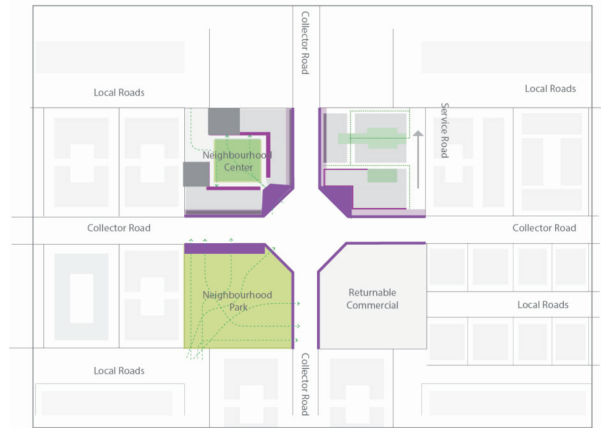 Collector Road
Local Roads
Local Roads
Service Road
Neighbourhood
Center
Collector Road
Collector Road
Neighbourhood
Park
Returnable
Commercial
Local Roads
Local Roads
Collector Road